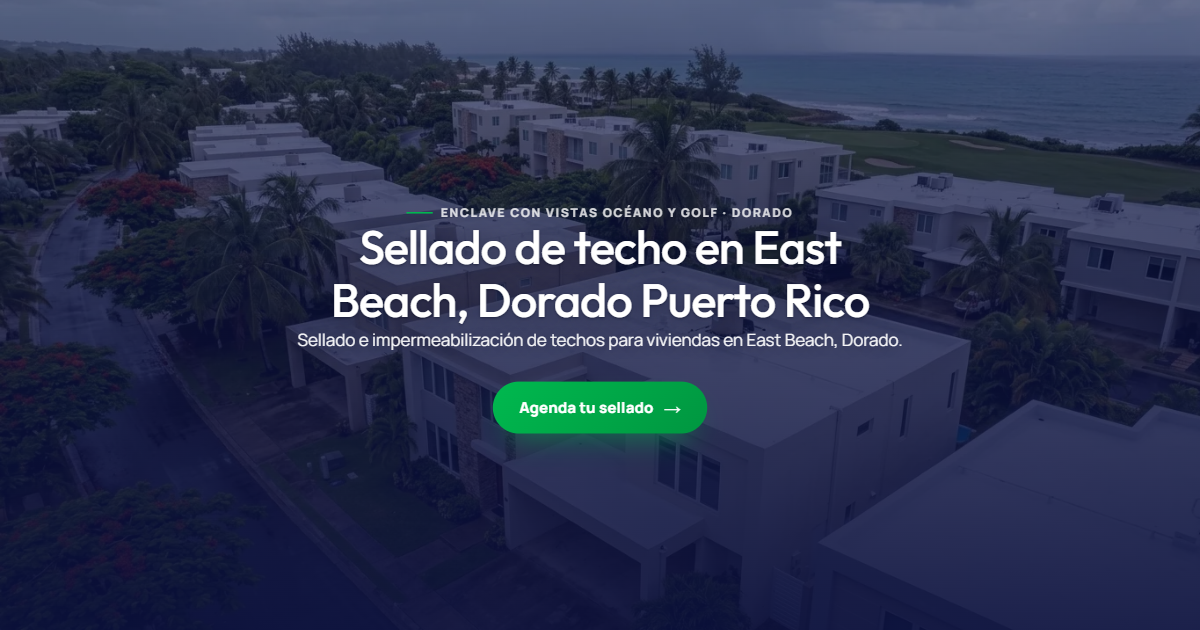 ENCLAVE CON VISTAS OCÉANO Y GOLF · DORADO
Sellado de techo en East
Beach, Dorado Puerto Rico
Sellado e impermeabilización de techos para viviendas en East Beach, Dorado.
Agenda tu sellado →